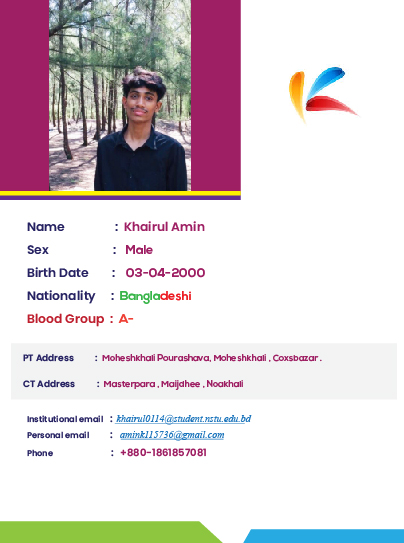 Name : Khairul Amin
Sex : Male
Birth Date : 03-04-2000
Nationality : Bangladeshi
Blood Group : A-
PT Address : Moheshkhali Pourashava, Moheshkhali , Coxsbazar .
CT Address : Masterpara , Maijdhee , Noakhali
Institutional email : khairul0114@student.nstu.edu.bd
Personal email : amink115736@gmail.com
Phone : +880-1861857081